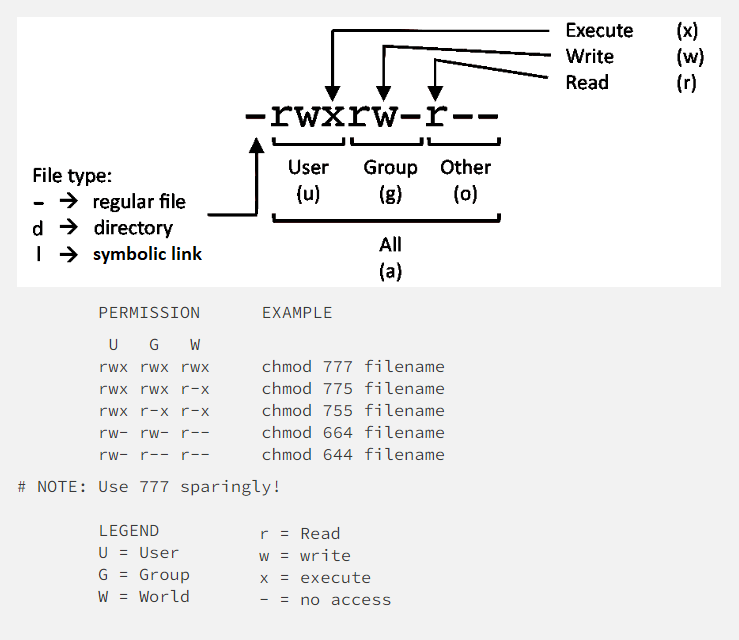 Execute (x)
Write (w)
Read (r)
-rwxrw-r--
User Group Other
(u) (g) (o)
All
(a)
File type:
- → regular file
d → directory
l → symbolic link
PERMISSION EXAMPLE
U G W
rwx rwx rwx chmod 777 filename
rwx rwx r-x chmod 775 filename
rwx r-x r-x chmod 755 filename
rw- rw- r-- chmod 664 filename
rw- r-- r-- chmod 644 filename
# NOTE: Use 777 sparingly!
LEGEND
U = User
G = Group
W = World
r = Read
w = write
x = execute
- = no access